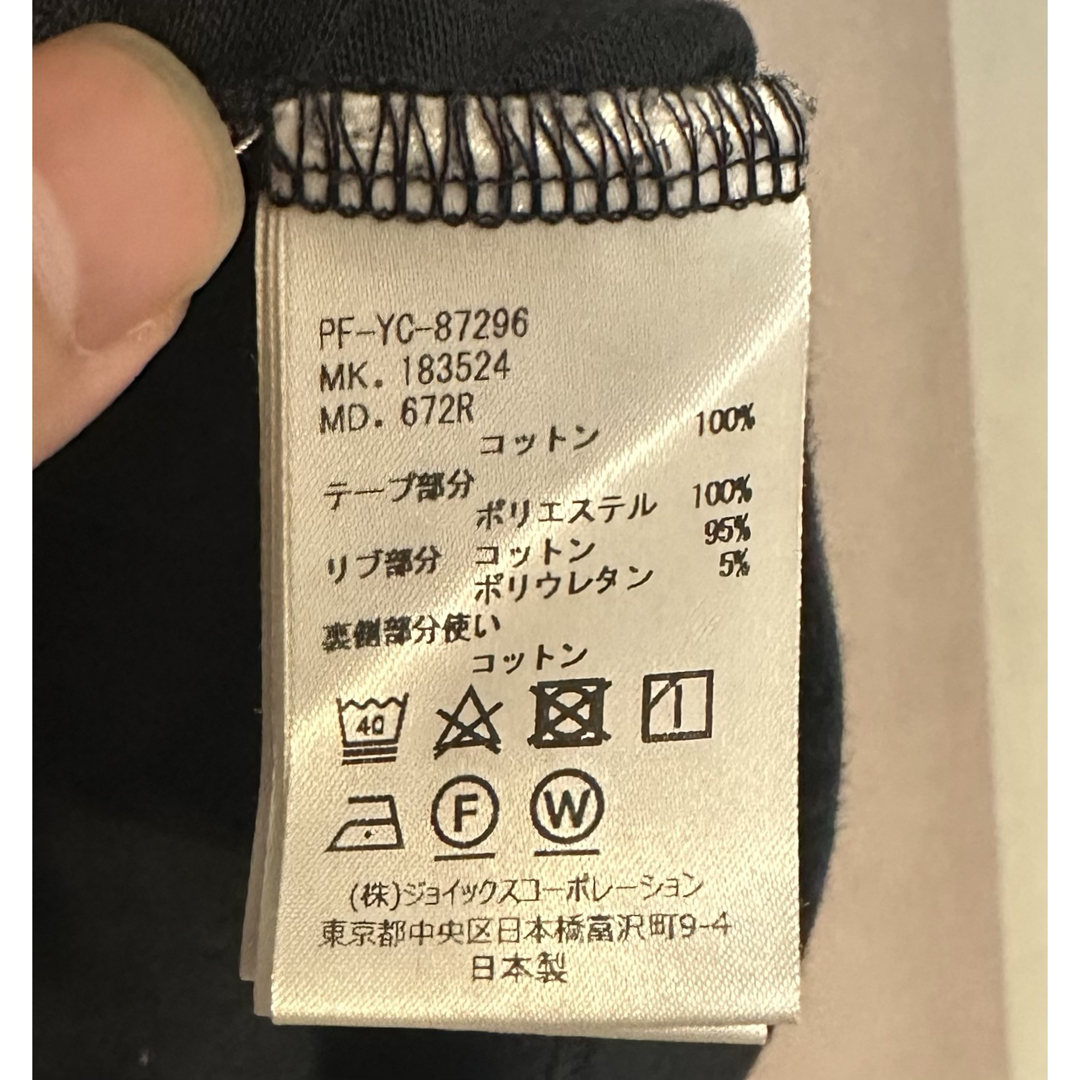 PF-YC-87296
MK. 183524
MD. 672R
コットン 100%
テープ部分
ポリエステル 100%
リブ部分 コットン 95%
ポリウレタン 5%
裏側部分使い
コットン
40
F W
(株)ジョイックスコーポレーション
東京都中央区日本橋富沢町9-4
日本製